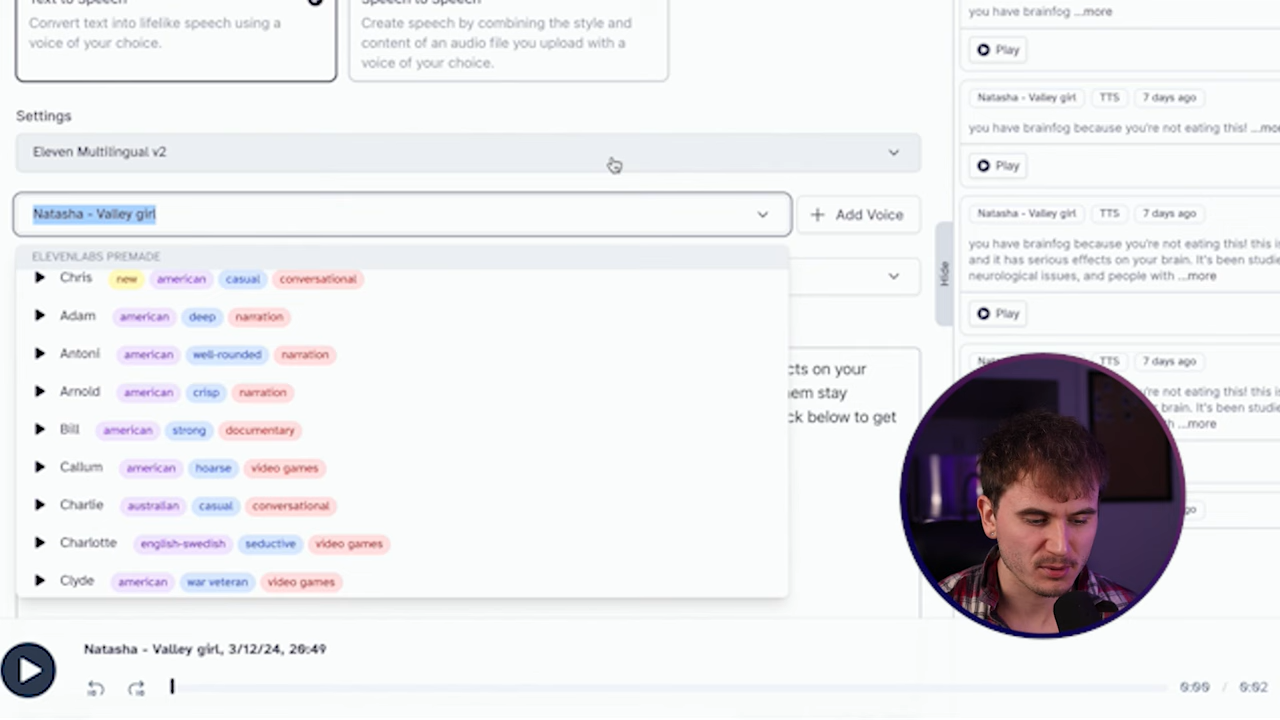 Text to Speech
Convert text into lifelike speech using a
voice of your choice.
Speech to Speech
Create speech by combining the style and
content of an audio file you upload with a
voice of your choice.
Settings
Eleven Multilingual v2
Natasha - Valley girl
+ Add Voice
ELEVENLABS PREMADE
Chris new american casual conversational
Adam american deep narration
Antoni american well-rounded narration
Arnold american crisp narration
Bill american strong documentary
Callum american hoarse video games
Charlie australian casual conversational
Charlotte english-swedish seductive video games
Clyde american war veteran video games
cts on your
em stay
ck below to get
Hide
you have brainfog ...more
Play
Natasha - Valley girl TTS 7 days ago
you have brainfog because you're not eating this! ...mo
Play
Natasha - Valley girl TTS 7 days ago
you have brainfog because you're not eating this! this i
and it has serious effects on your brain. It's been studie
neurological issues, and people with ...more
Play
TTS 7 days ago
're not eating this! this is
brain. It's been studie
...more
go
Natasha - Valley girl, 3/12/24, 20:49
0:00 / 0:02